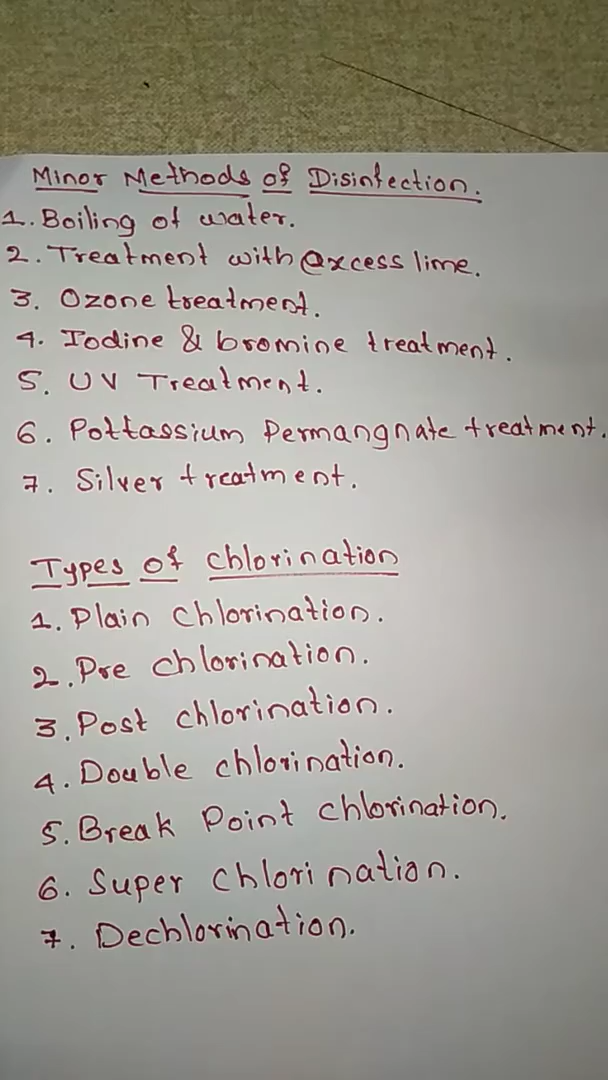 Minor Methods of Disinfection.
1. Boiling of water.
2. Treatment with excess lime.
3. Ozone treatment.
4. Iodine & bromine treatment.
5. UV Treatment.
6. Pottassium Permangnate treatment.
7. Silver treatment.
Types of chlorination
1. Plain chlorination.
2. Pre chlorination.
3. Post chlorination.
4. Double chlorination.
5. Break Point chlorination.
6. Super chlorination.
7. Dechlorination.